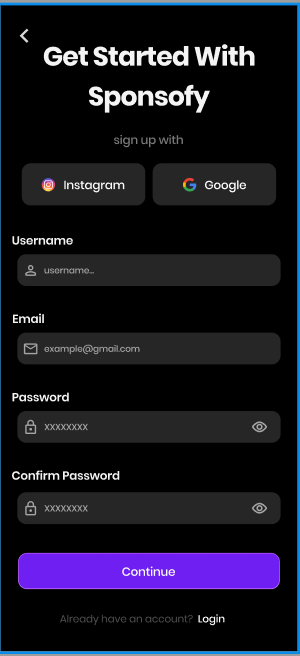 Get Started With
Sponsofy
sign up with
Instagram Google
Username
username...
Email
example@gmail.com
Password
xxxxxxxx
Confirm Password
xxxxxxxx
Continue
Already have an account? Login